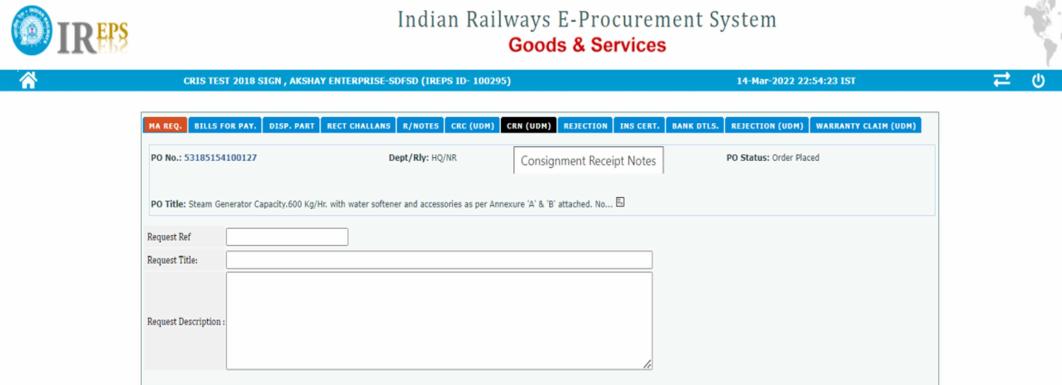 IREPS
Indian Railways E-Procurement System
Goods & Services
CRIS TEST 2018 SIGN , AKSHAY ENTERPRISE-SDFSD (IREPS ID- 100295) 14-Mar-2022 22:54:23 IST
MA REQ. BILLS FOR PAY. DISP. PART RECT CHALLANS R/NOTES CRC (UDM) CRN (UDM) REJECTION INS CERT. BANK DTLS. REJECTION (UDM) WARRANTY CLAIM (UDM)
PO No.: 53185154100127 Dept/Rly: HQ/NR Consignment Receipt Notes PO Status: Order Placed
PO Title: Steam Generator Capacity.600 Kg/Hr. with water softener and accessories as per Annexure 'A' & 'B' attached. No...
Request Ref
Request Title:
Request Description :